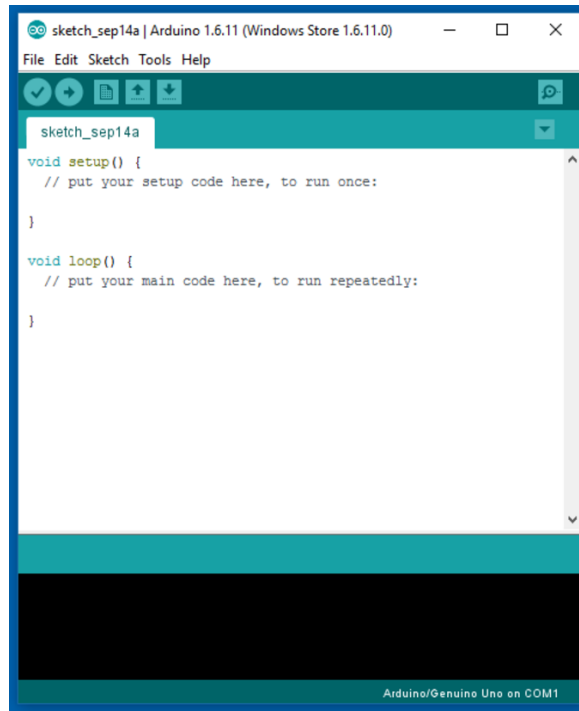 sketch_sep14a | Arduino 1.6.11 (Windows Store 1.6.11.0)
File Edit Sketch Tools Help
sketch_sep14a
void setup() {
  // put your setup code here, to run once:
}
void loop() {
  // put your main code here, to run repeatedly:
}
Arduino/Genuino Uno on COM1